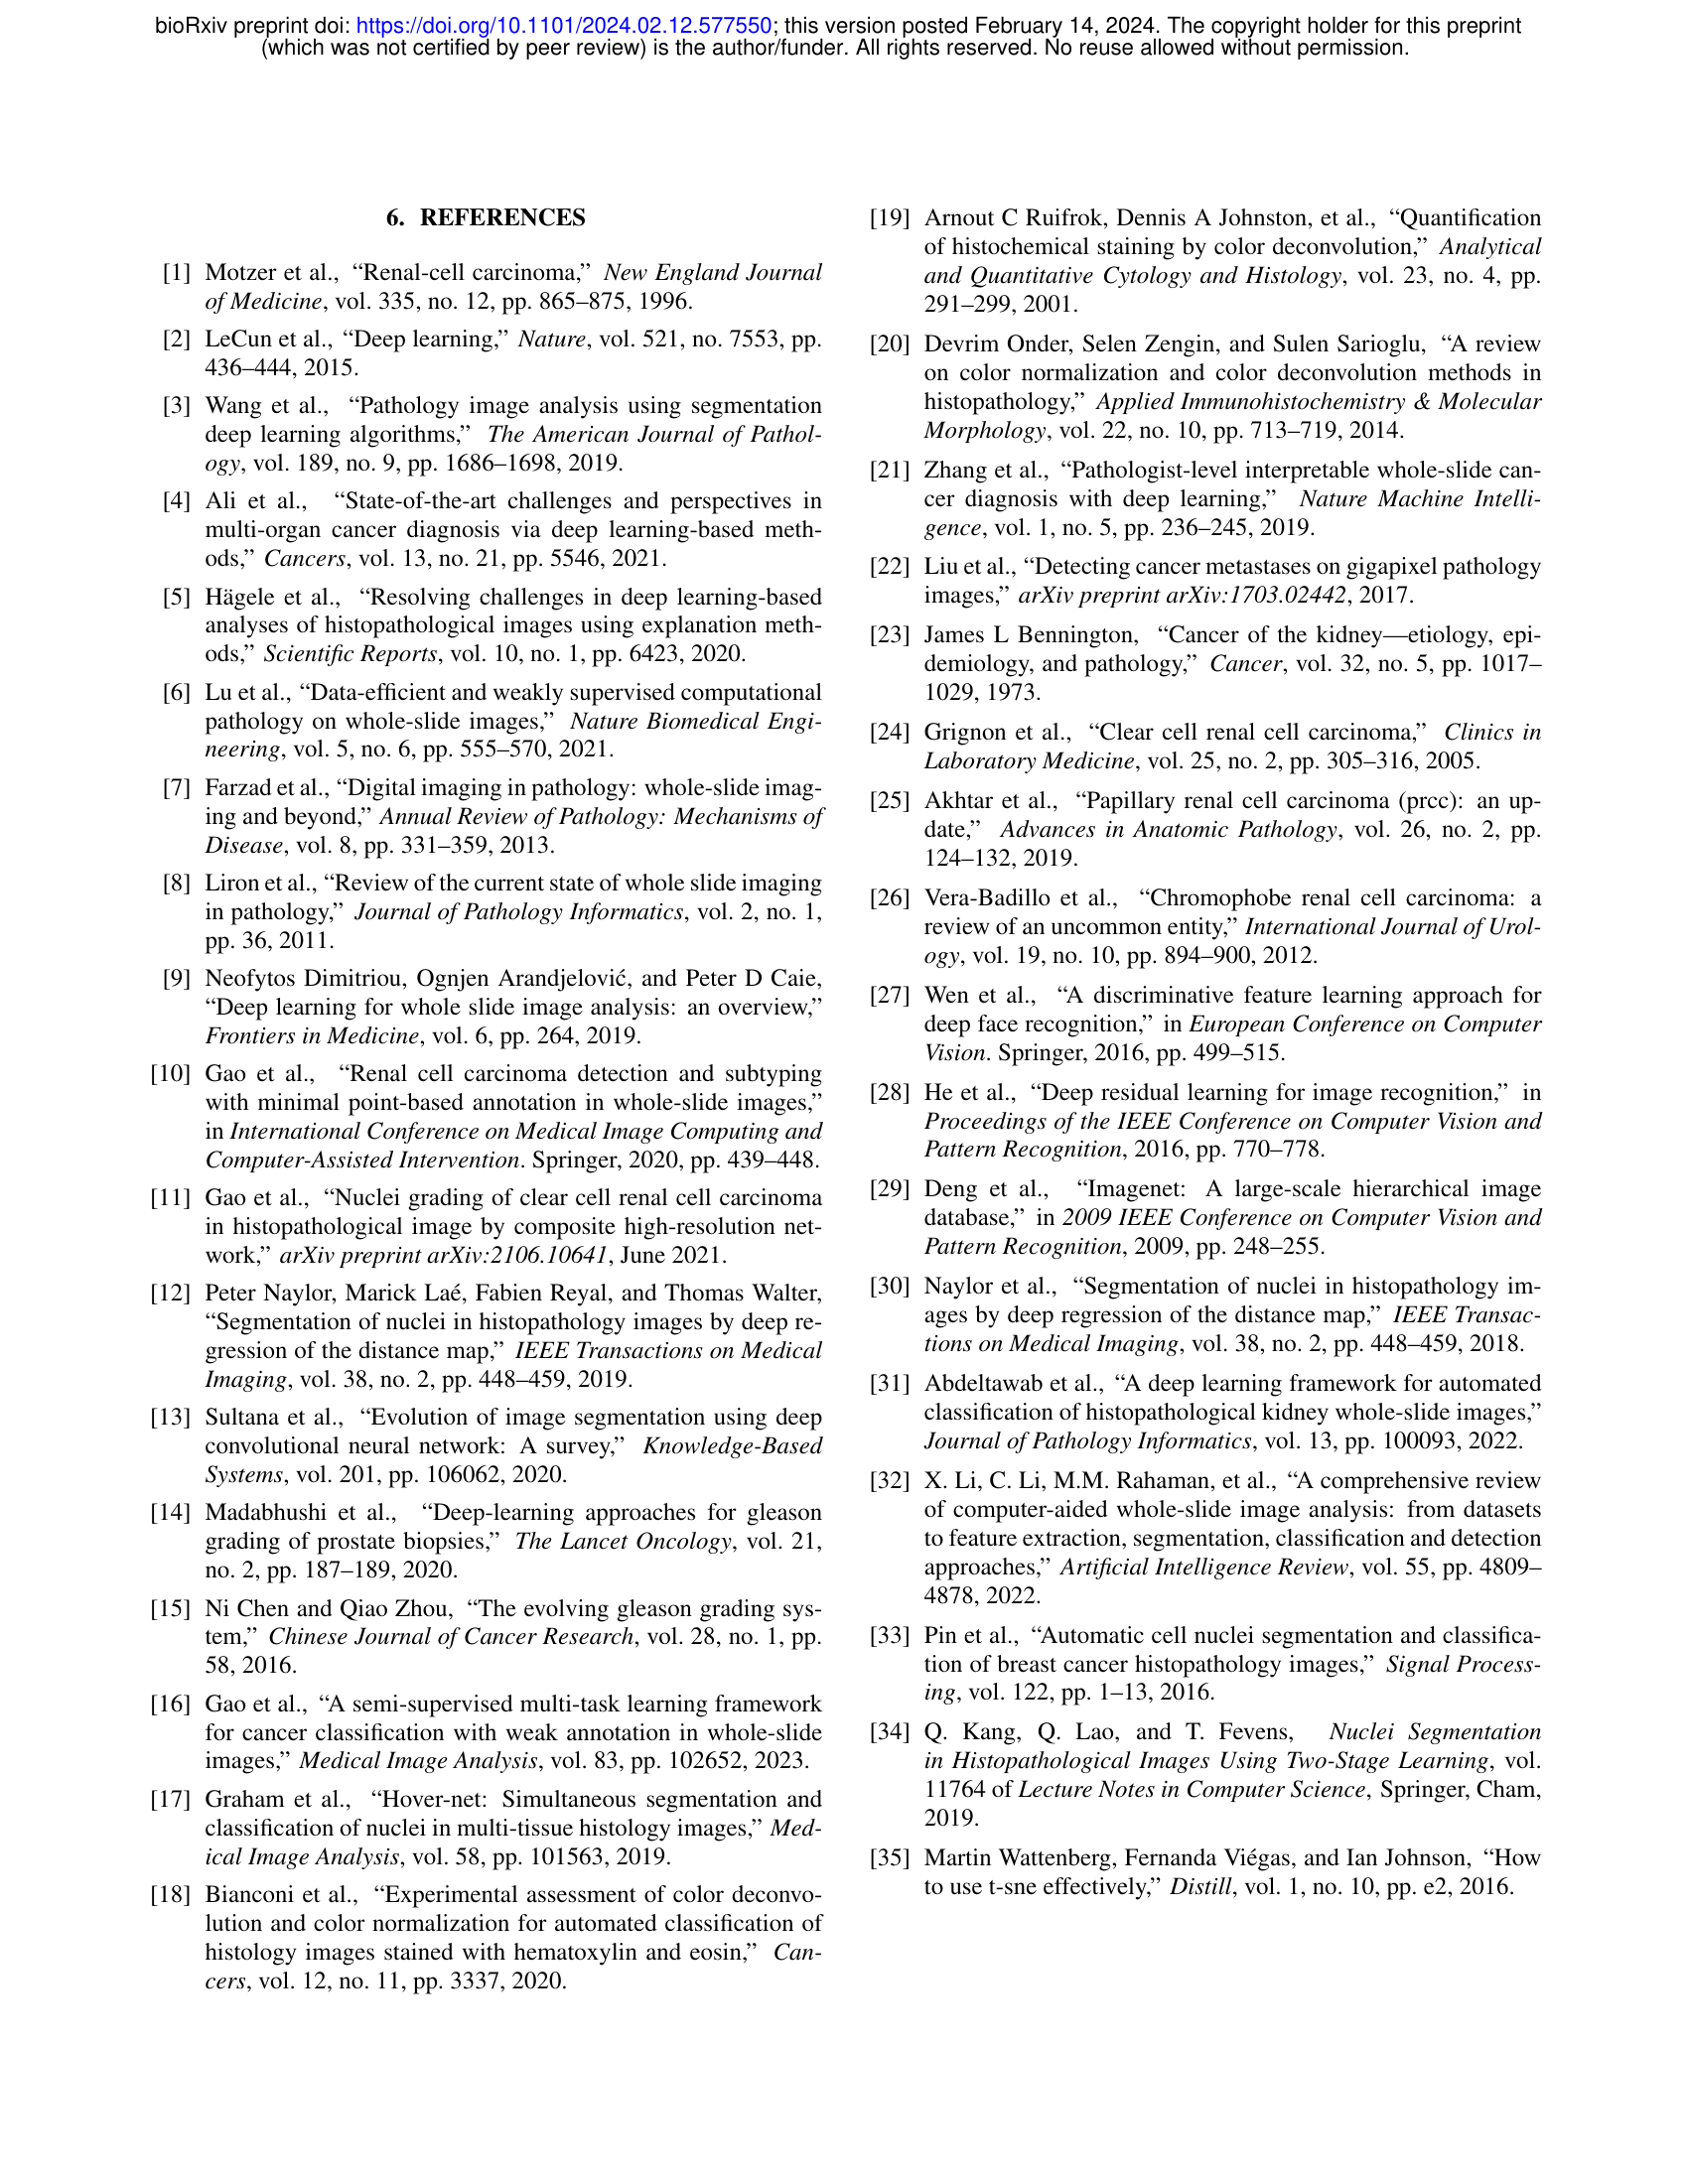 bioRxiv preprint doi: https://doi.org/10.1101/2024.02.12.577550; this version posted February 14, 2024. The copyright holder for this preprint
(which was not certified by peer review) is the author/funder. All rights reserved. No reuse allowed without permission.
6. REFERENCES
[1] Motzer et al., “Renal-cell carcinoma,” New England Journal
of Medicine, vol. 335, no. 12, pp. 865–875, 1996.
[2] LeCun et al., “Deep learning,” Nature, vol. 521, no. 7553, pp.
436–444, 2015.
[3] Wang et al., “Pathology image analysis using segmentation
deep learning algorithms,” The American Journal of Pathol-
ogy, vol. 189, no. 9, pp. 1686–1698, 2019.
[4] Ali et al., “State-of-the-art challenges and perspectives in
multi-organ cancer diagnosis via deep learning-based meth-
ods,” Cancers, vol. 13, no. 21, pp. 5546, 2021.
[5] Hägele et al., “Resolving challenges in deep learning-based
analyses of histopathological images using explanation meth-
ods,” Scientific Reports, vol. 10, no. 1, pp. 6423, 2020.
[6] Lu et al., “Data-efficient and weakly supervised computational
pathology on whole-slide images,” Nature Biomedical Engi-
neering, vol. 5, no. 6, pp. 555–570, 2021.
[7] Farzad et al., “Digital imaging in pathology: whole-slide imag-
ing and beyond,” Annual Review of Pathology: Mechanisms of
Disease, vol. 8, pp. 331–359, 2013.
[8] Liron et al., “Review of the current state of whole slide imaging
in pathology,” Journal of Pathology Informatics, vol. 2, no. 1,
pp. 36, 2011.
[9] Neofytos Dimitriou, Ognjen Arandjelović, and Peter D Caie,
“Deep learning for whole slide image analysis: an overview,”
Frontiers in Medicine, vol. 6, pp. 264, 2019.
[10] Gao et al., “Renal cell carcinoma detection and subtyping
with minimal point-based annotation in whole-slide images,”
in International Conference on Medical Image Computing and
Computer-Assisted Intervention. Springer, 2020, pp. 439–448.
[11] Gao et al., “Nuclei grading of clear cell renal cell carcinoma
in histopathological image by composite high-resolution net-
work,” arXiv preprint arXiv:2106.10641, June 2021.
[12] Peter Naylor, Marick Laé, Fabien Reyal, and Thomas Walter,
“Segmentation of nuclei in histopathology images by deep re-
gression of the distance map,” IEEE Transactions on Medical
Imaging, vol. 38, no. 2, pp. 448–459, 2019.
[13] Sultana et al., “Evolution of image segmentation using deep
convolutional neural network: A survey,” Knowledge-Based
Systems, vol. 201, pp. 106062, 2020.
[14] Madabhushi et al., “Deep-learning approaches for gleason
grading of prostate biopsies,” The Lancet Oncology, vol. 21,
no. 2, pp. 187–189, 2020.
[15] Ni Chen and Qiao Zhou, “The evolving gleason grading sys-
tem,” Chinese Journal of Cancer Research, vol. 28, no. 1, pp.
58, 2016.
[16] Gao et al., “A semi-supervised multi-task learning framework
for cancer classification with weak annotation in whole-slide
images,” Medical Image Analysis, vol. 83, pp. 102652, 2023.
[17] Graham et al., “Hover-net: Simultaneous segmentation and
classification of nuclei in multi-tissue histology images,” Med-
ical Image Analysis, vol. 58, pp. 101563, 2019.
[18] Bianconi et al., “Experimental assessment of color deconvo-
lution and color normalization for automated classification of
histology images stained with hematoxylin and eosin,” Can-
cers, vol. 12, no. 11, pp. 3337, 2020.
[19] Arnout C Ruifrok, Dennis A Johnston, et al., “Quantification
of histochemical staining by color deconvolution,” Analytical
and Quantitative Cytology and Histology, vol. 23, no. 4, pp.
291–299, 2001.
[20] Devrim Onder, Selen Zengin, and Sulen Sarioglu, “A review
on color normalization and color deconvolution methods in
histopathology,” Applied Immunohistochemistry & Molecular
Morphology, vol. 22, no. 10, pp. 713–719, 2014.
[21] Zhang et al., “Pathologist-level interpretable whole-slide can-
cer diagnosis with deep learning,” Nature Machine Intelli-
gence, vol. 1, no. 5, pp. 236–245, 2019.
[22] Liu et al., “Detecting cancer metastases on gigapixel pathology
images,” arXiv preprint arXiv:1703.02442, 2017.
[23] James L Bennington, “Cancer of the kidney—etiology, epi-
demiology, and pathology,” Cancer, vol. 32, no. 5, pp. 1017–
1029, 1973.
[24] Grignon et al., “Clear cell renal cell carcinoma,” Clinics in
Laboratory Medicine, vol. 25, no. 2, pp. 305–316, 2005.
[25] Akhtar et al., “Papillary renal cell carcinoma (prcc): an up-
date,” Advances in Anatomic Pathology, vol. 26, no. 2, pp.
124–132, 2019.
[26] Vera-Badillo et al., “Chromophobe renal cell carcinoma: a
review of an uncommon entity,” International Journal of Urol-
ogy, vol. 19, no. 10, pp. 894–900, 2012.
[27] Wen et al., “A discriminative feature learning approach for
deep face recognition,” in European Conference on Computer
Vision. Springer, 2016, pp. 499–515.
[28] He et al., “Deep residual learning for image recognition,” in
Proceedings of the IEEE Conference on Computer Vision and
Pattern Recognition, 2016, pp. 770–778.
[29] Deng et al., “Imagenet: A large-scale hierarchical image
database,” in 2009 IEEE Conference on Computer Vision and
Pattern Recognition, 2009, pp. 248–255.
[30] Naylor et al., “Segmentation of nuclei in histopathology im-
ages by deep regression of the distance map,” IEEE Transac-
tions on Medical Imaging, vol. 38, no. 2, pp. 448–459, 2018.
[31] Abdeltawab et al., “A deep learning framework for automated
classification of histopathological kidney whole-slide images,”
Journal of Pathology Informatics, vol. 13, pp. 100093, 2022.
[32] X. Li, C. Li, M.M. Rahaman, et al., “A comprehensive review
of computer-aided whole-slide image analysis: from datasets
to feature extraction, segmentation, classification and detection
approaches,” Artificial Intelligence Review, vol. 55, pp. 4809–
4878, 2022.
[33] Pin et al., “Automatic cell nuclei segmentation and classifica-
tion of breast cancer histopathology images,” Signal Process-
ing, vol. 122, pp. 1–13, 2016.
[34] Q. Kang, Q. Lao, and T. Fevens, Nuclei Segmentation
in Histopathological Images Using Two-Stage Learning, vol.
11764 of Lecture Notes in Computer Science, Springer, Cham,
2019.
[35] Martin Wattenberg, Fernanda Viégas, and Ian Johnson, “How
to use t-sne effectively,” Distill, vol. 1, no. 10, pp. e2, 2016.